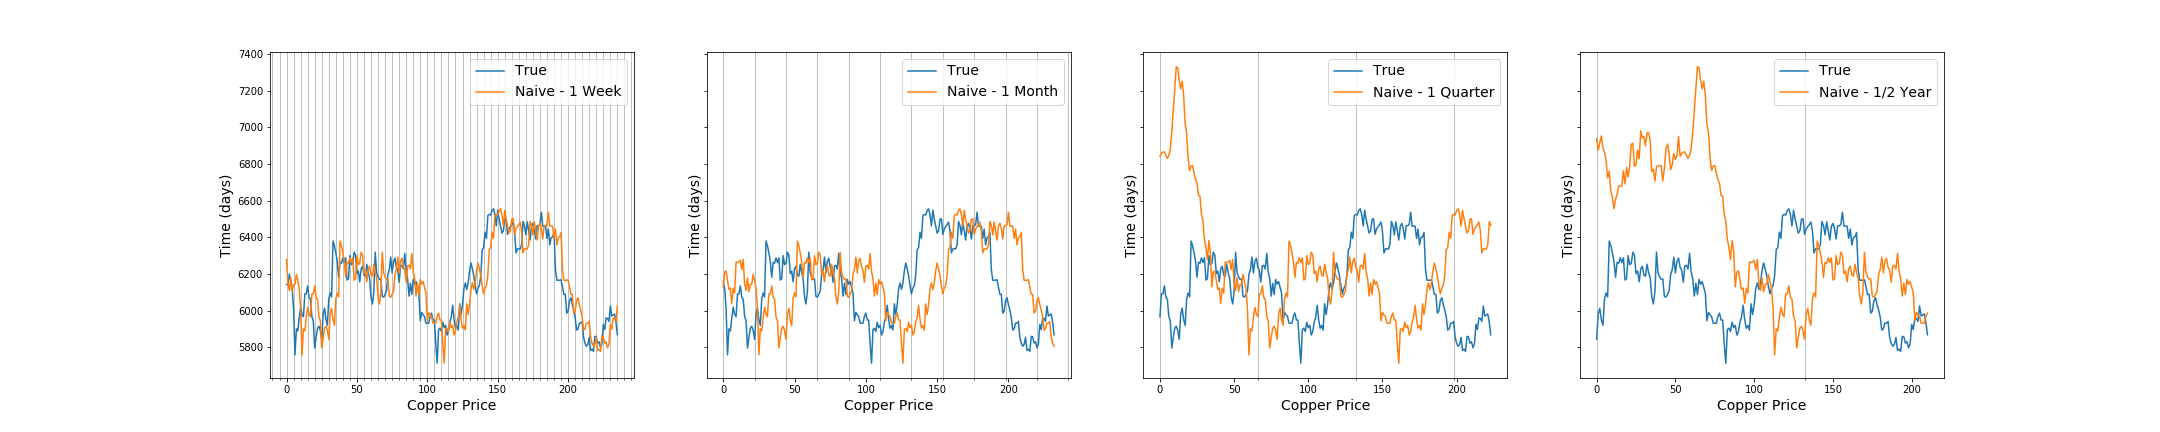 7400
7200
7000
6800
6600
6400
6200
6000
5800
Time (days)
0 50 100 150 200
Copper Price
True
Naive - 1 Week
Time (days)
0 50 100 150 200
Copper Price
True
Naive - 1 Month
Time (days)
0 50 100 150 200
Copper Price
True
Naive - 1 Quarter
Time (days)
0 50 100 150 200
Copper Price
True
Naive - 1/2 Year